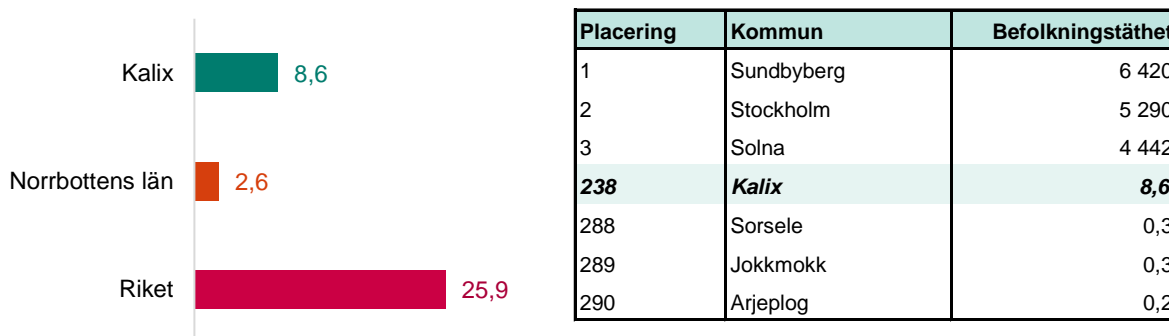 Kalix 8,6
Norrbottens län 2,6
Riket 25,9
Placering Kommun Befolkningstäthet
1 Sundbyberg 6 420
2 Stockholm 5 290
3 Solna 4 442
238 Kalix 8,6
288 Sorsele 0,3
289 Jokkmokk 0,3
290 Arjeplog 0,2